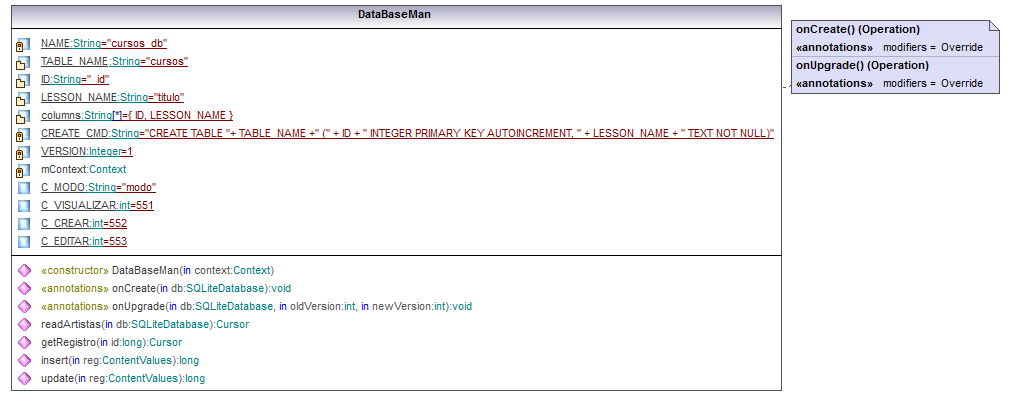 DataBaseMan
NAME:String="cursos_db"
TABLE_NAME:String="cursos"
ID:String="_id"
LESSON_NAME:String="titulo"
columns:String[*]={ ID, LESSON_NAME }
CREATE_CMD:String="CREATE TABLE "+ TABLE_NAME +" (" + ID + " INTEGER PRIMARY KEY AUTOINCREMENT, " + LESSON_NAME + " TEXT NOT NULL)"
VERSION:Integer=1
mContext:Context
C_MODO:String="modo"
C_VISUALIZAR:int=551
C_CREAR:int=552
C_EDITAR:int=553
«constructor» DataBaseMan(in context:Context)
«annotations» onCreate(in db:SQLiteDatabase):void
«annotations» onUpgrade(in db:SQLiteDatabase, in oldVersion:int, in newVersion:int):void
readArtistas(in db:SQLiteDatabase):Cursor
getRegistro(in id:long):Cursor
insert(in reg:ContentValues):long
update(in reg:ContentValues):long
onCreate() (Operation)
«annotations» modifiers = Override
onUpgrade() (Operation)
«annotations» modifiers = Override